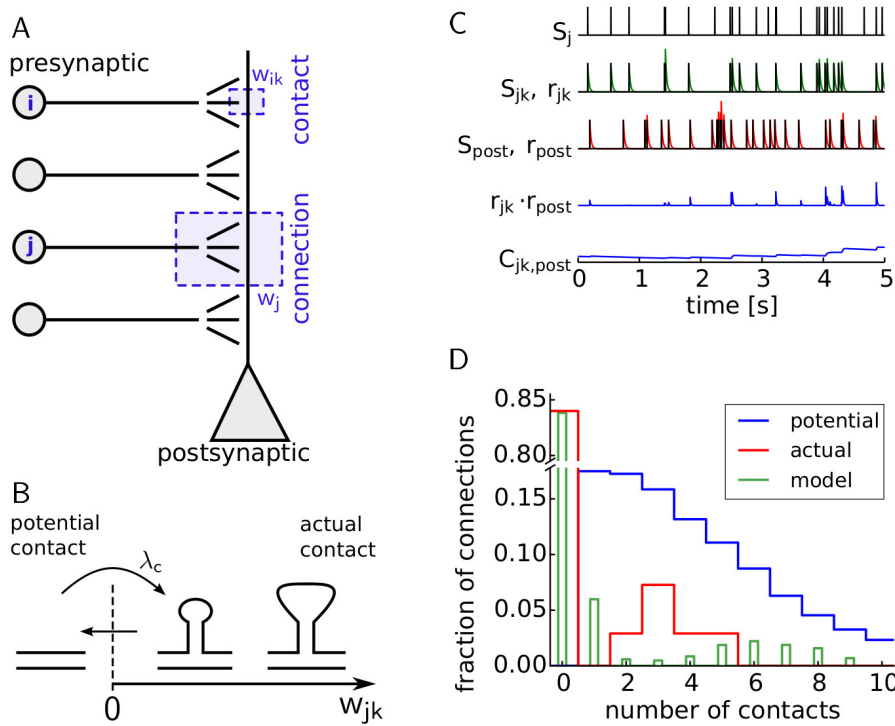 A
presynaptic
i
w_ik
contact
j
connection
w_j
postsynaptic
B
potential contact
λ_c
actual contact
0
w_jk
C
S_j
S_jk, r_jk
S_post, r_post
r_jk · r_post
C_jk,post
0 1 2 3 4 5
time [s]
D
fraction of connections
0.85
0.80
0.15
0.10
0.05
0.00
potential
actual
model
0 2 4 6 8 10
number of contacts